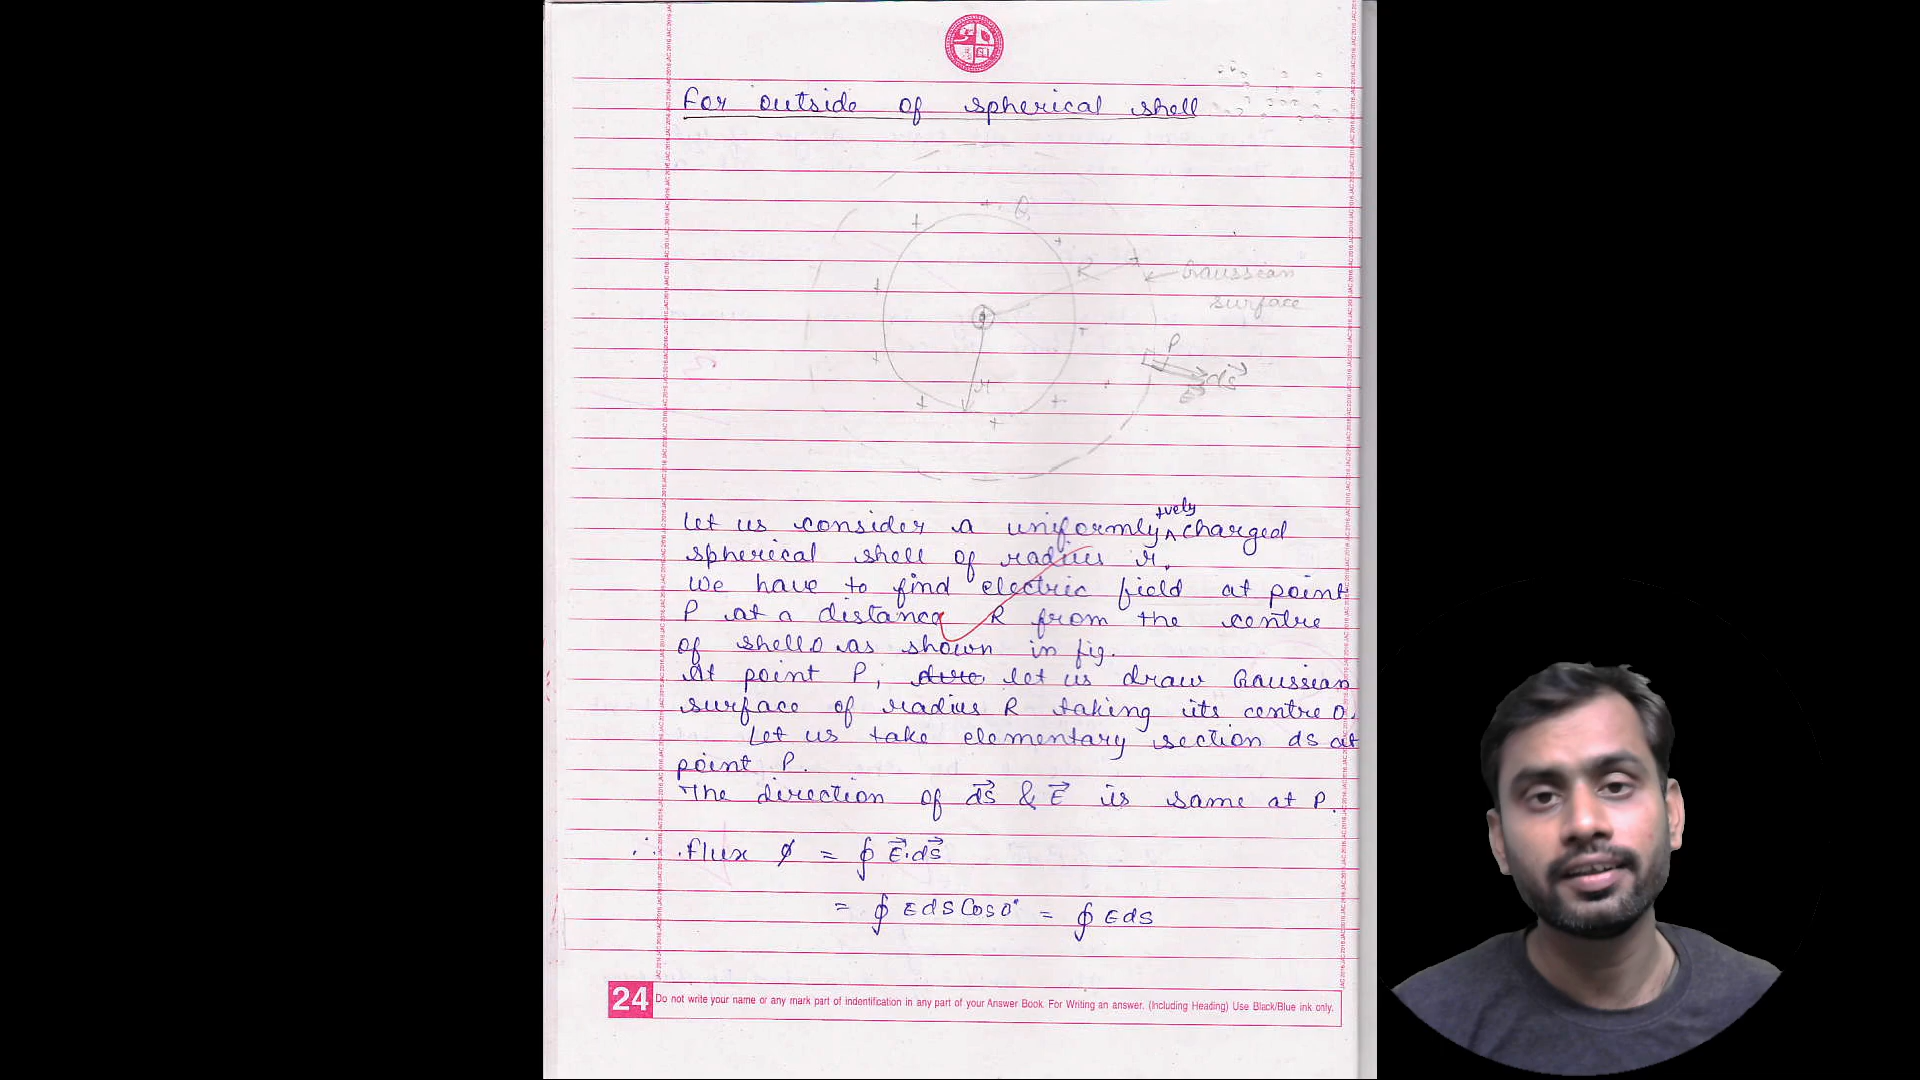 For outside of spherical shell
+
Q
+
+
R
+
Gaussian
surface
+
+
P
+
r
ds
E
+
+
+
+
Let us consider a uniformly +vely charged
spherical shell of radius r.
We have to find electric field at point
P at a distance R from the centre
of shell as shown in fig.
At point P, let us draw Gaussian
surface of radius R taking its centre O.
Let us take elementary section ds at
point P.
The direction of ds⃗ & E⃗ is same at P.
∴ flux φ = ∮ E⃗.ds⃗
= ∮ EdS Cos0° = ∮ Eds
24 Do not write your name or any mark part of indentification in any part of your Answer Book. For Writing an answer. (Including Heading) Use Black/Blue ink only.